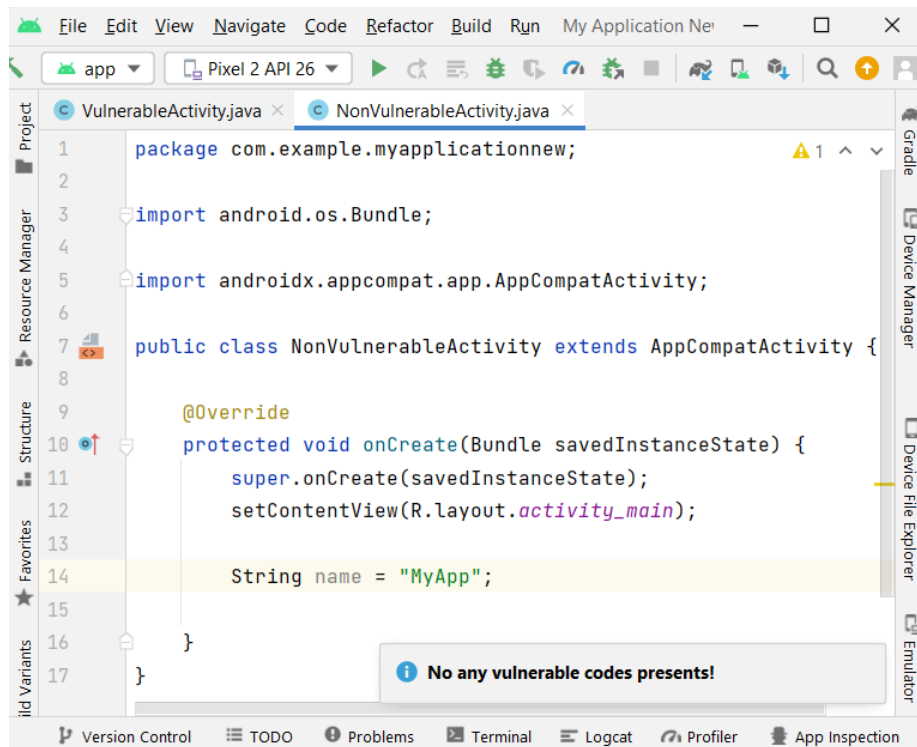 File Edit View Navigate Code Refactor Build Run My Application Ne
app Pixel 2 API 26
VulnerableActivity.java NonVulnerableActivity.java
Project
Resource Manager
Structure
Favorites
ild Variants
1 package com.example.myapplicationnew;
1
2
3 import android.os.Bundle;
4
5 import androidx.appcompat.app.AppCompatActivity;
6
7 public class NonVulnerableActivity extends AppCompatActivity {
8
9 @Override
10 protected void onCreate(Bundle savedInstanceState) {
11 super.onCreate(savedInstanceState);
12 setContentView(R.layout.activity_main);
13
14 String name = "MyApp";
15
16 }
17 }
No any vulnerable codes presents!
Gradle
Device Manager
Device File Explorer
Emulator
Version Control TODO Problems Terminal Logcat Profiler App Inspection